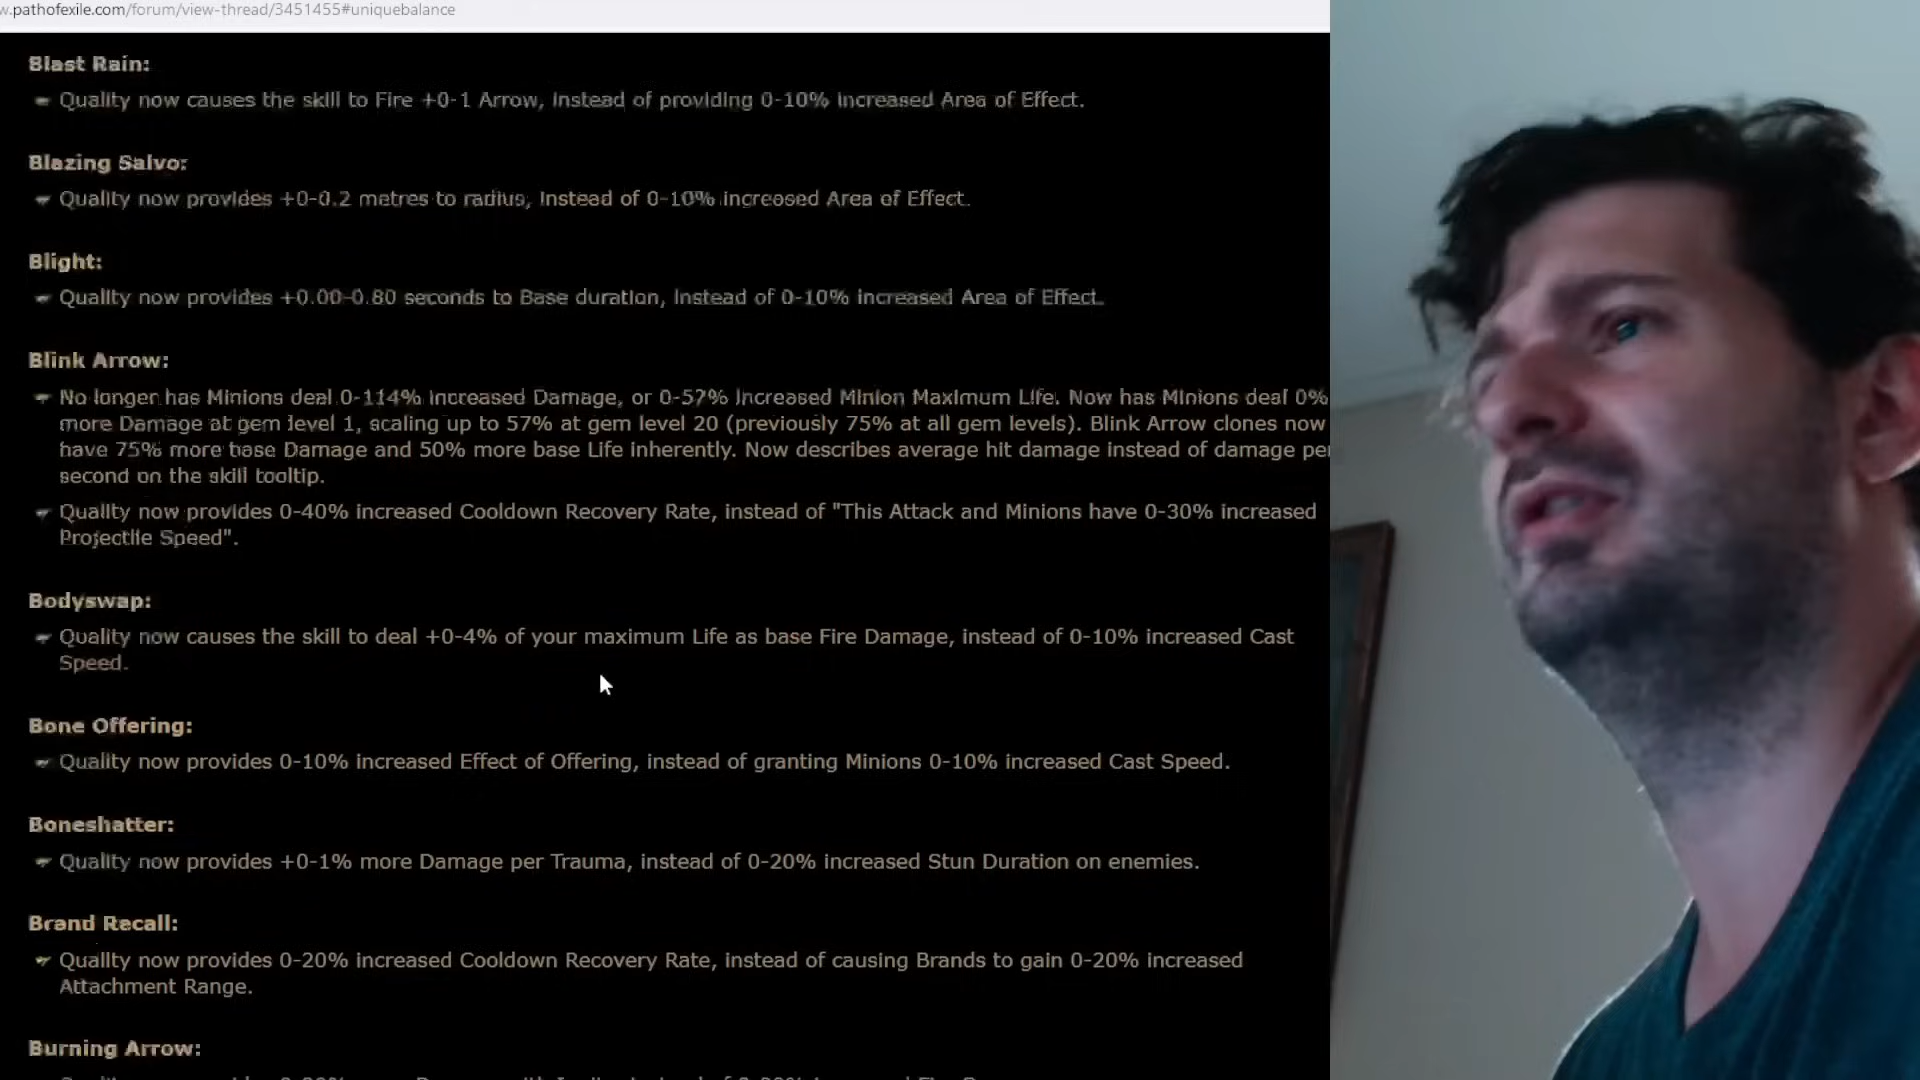 w.pathofexile.com/forum/view-thread/3451455#uniquebalance
Blast Rain:
Quality now causes the skill to Fire +0-1 Arrow, instead of providing 0-10% increased Area of Effect.
Blazing Salvo:
Quality now provides +0-0.2 metres to radius, instead of 0-10% increased Area of Effect.
Blight:
Quality now provides +0.00-0.80 seconds to Base duration, instead of 0-10% increased Area of Effect.
Blink Arrow:
No longer has Minions deal 0-114% increased Damage, or 0-57% increased Minion Maximum Life. Now has Minions deal 0%
more Damage at gem level 1, scaling up to 57% at gem level 20 (previously 75% at all gem levels). Blink Arrow clones now
have 75% more base Damage and 50% more base Life inherently. Now describes average hit damage instead of damage per
second on the skill tooltip.
Quality now provides 0-40% increased Cooldown Recovery Rate, instead of "This Attack and Minions have 0-30% increased
Projectile Speed".
Bodyswap:
Quality now causes the skill to deal +0-4% of your maximum Life as base Fire Damage, instead of 0-10% increased Cast
Speed.
Bone Offering:
Quality now provides 0-10% increased Effect of Offering, instead of granting Minions 0-10% increased Cast Speed.
Boneshatter:
Quality now provides +0-1% more Damage per Trauma, instead of 0-20% increased Stun Duration on enemies.
Brand Recall:
Quality now provides 0-20% increased Cooldown Recovery Rate, instead of causing Brands to gain 0-20% increased
Attachment Range.
Burning Arrow: